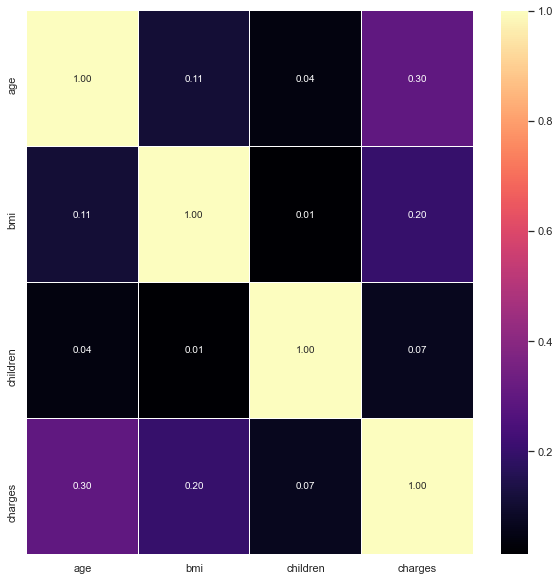 age 1.00 0.11 0.04 0.30
bmi 0.11 1.00 0.01 0.20
children 0.04 0.01 1.00 0.07
charges 0.30 0.20 0.07 1.00
age bmi children charges
1.0
0.8
0.6
0.4
0.2